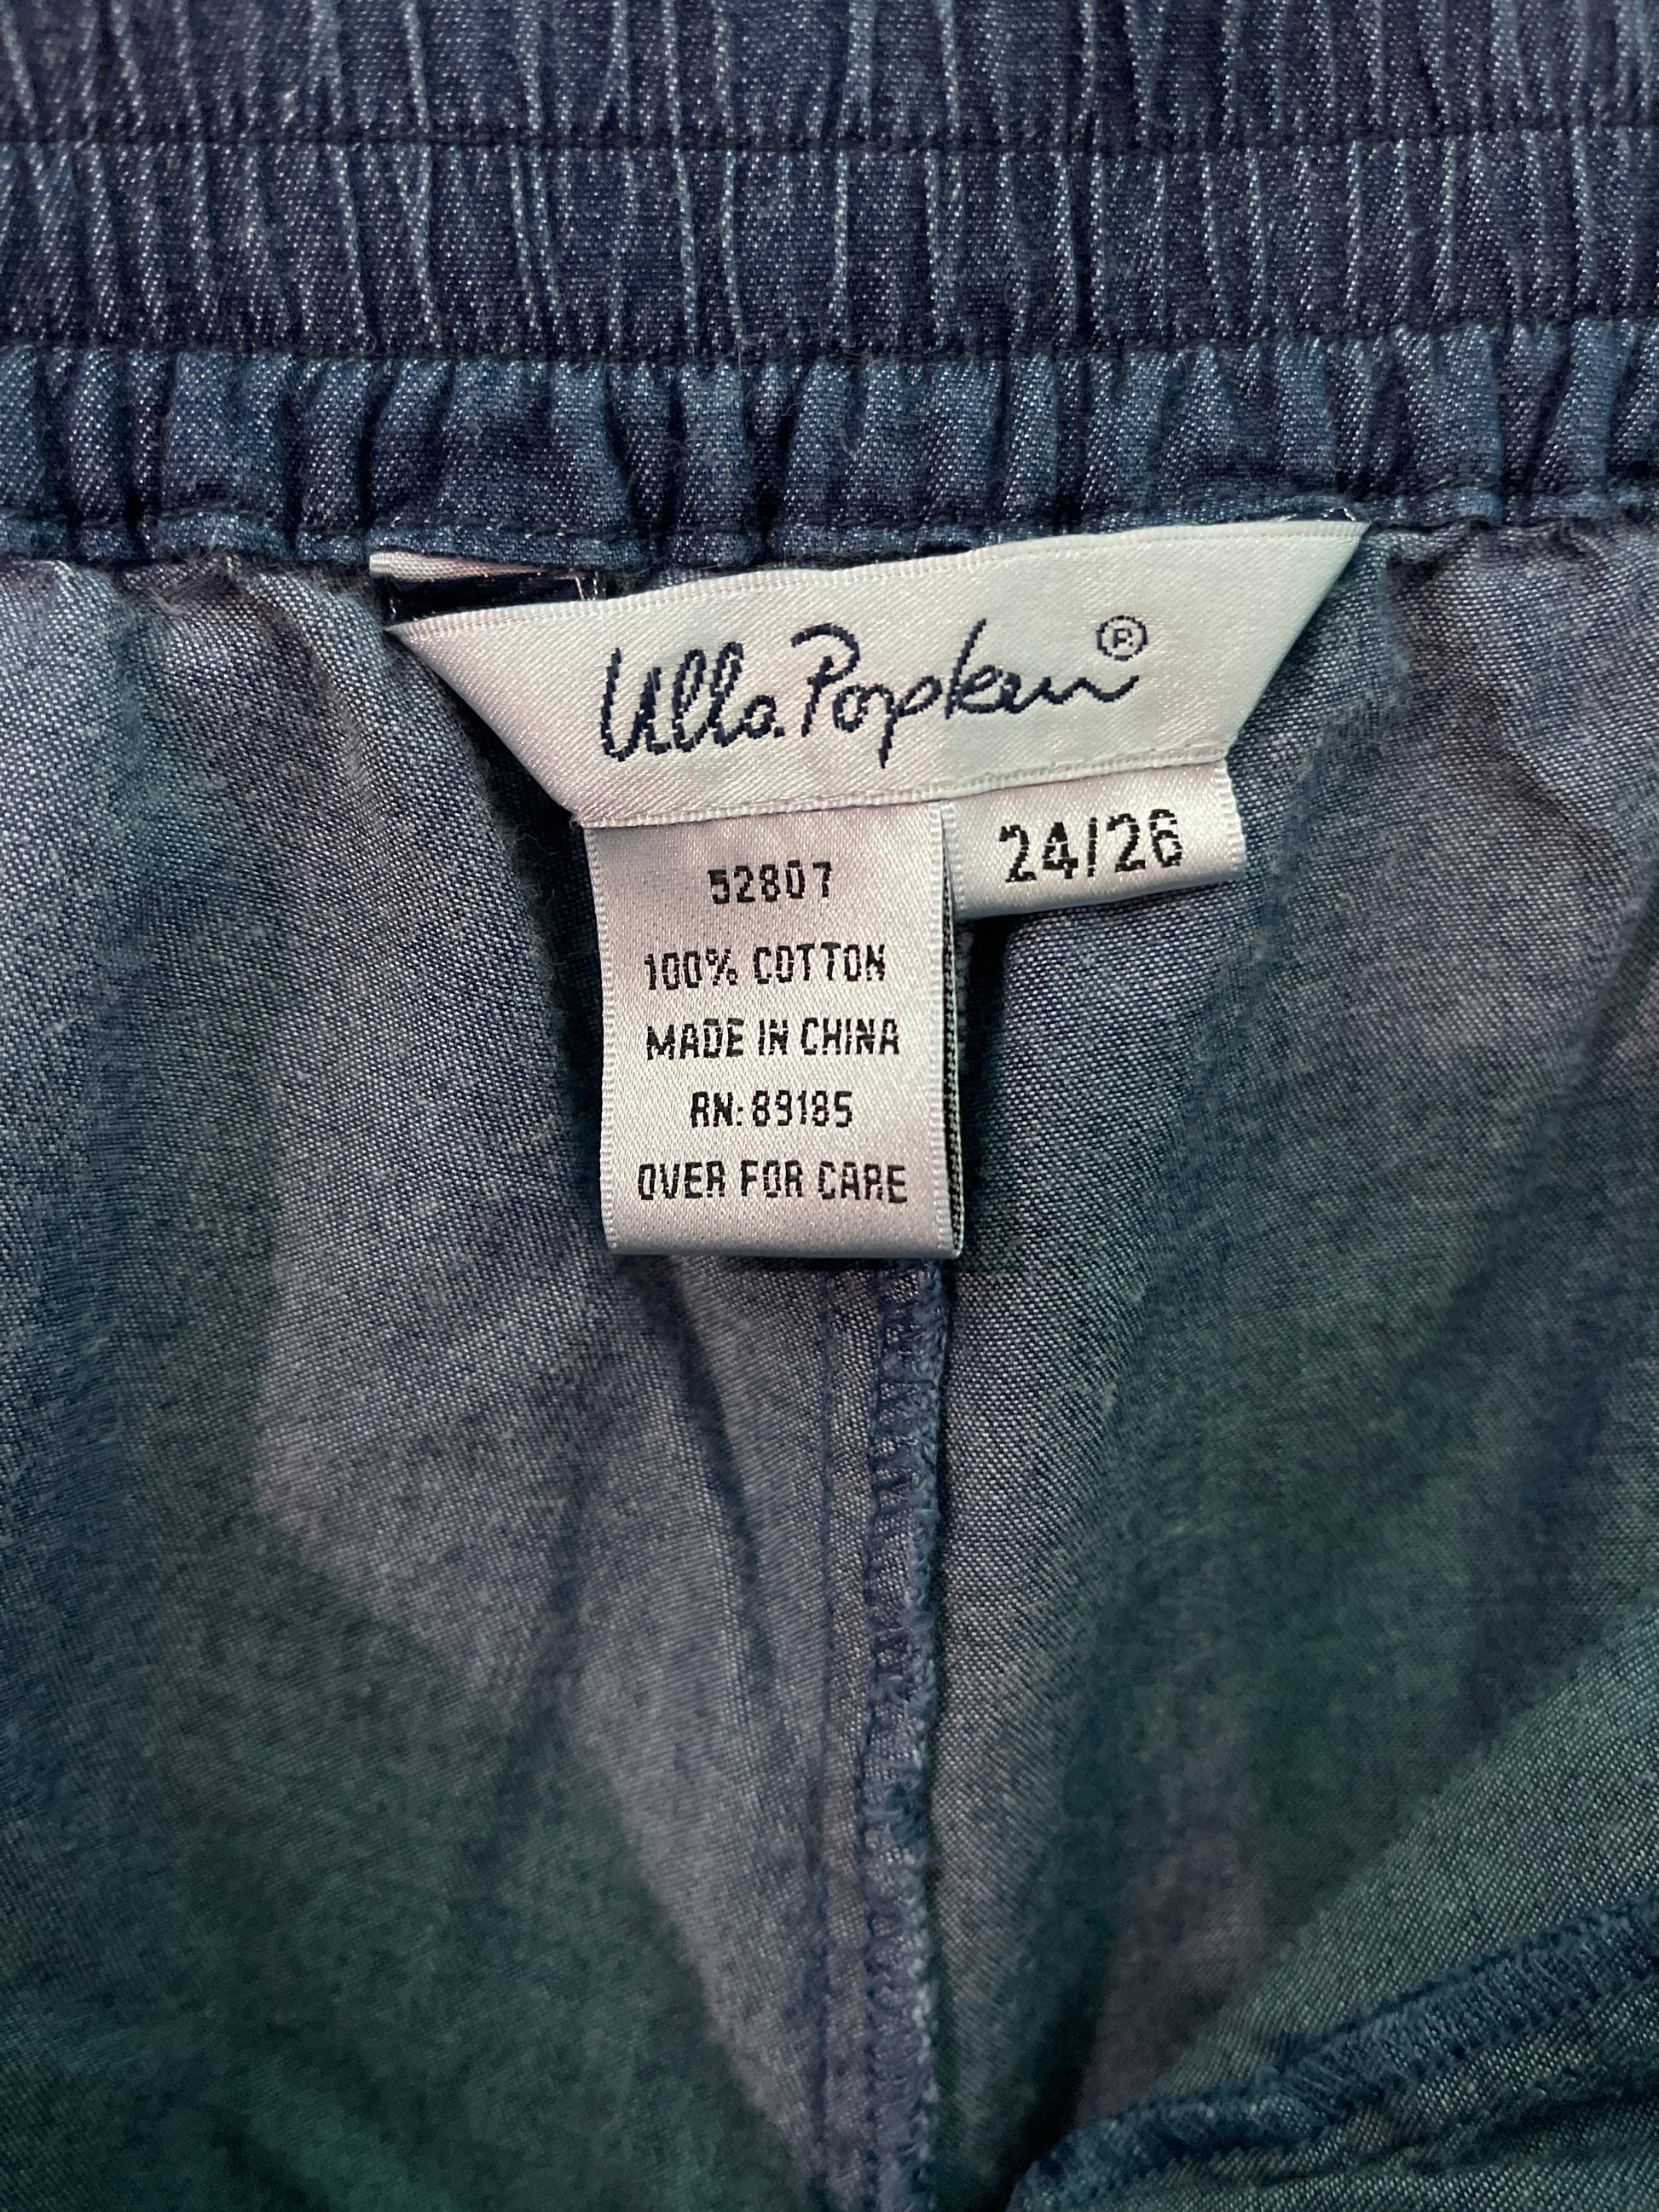 Ulla Popken®
24/26
52807
100% COTTON
MADE IN CHINA
RN: 89185
OVER FOR CARE